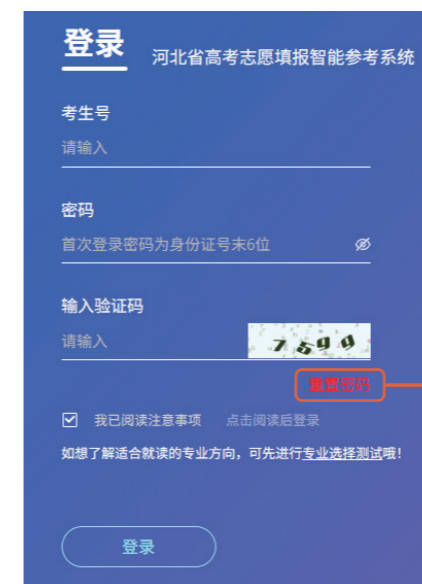 登录
河北省高考志愿填报智能参考系统
考生号
请输入
密码
首次登录密码为身份证号末6位
输入验证码
请输入
7599
重置密码
我已阅读注意事项 点击阅读后登录
如想了解适合就读的专业方向，可先进行专业选择测试哦！
登录